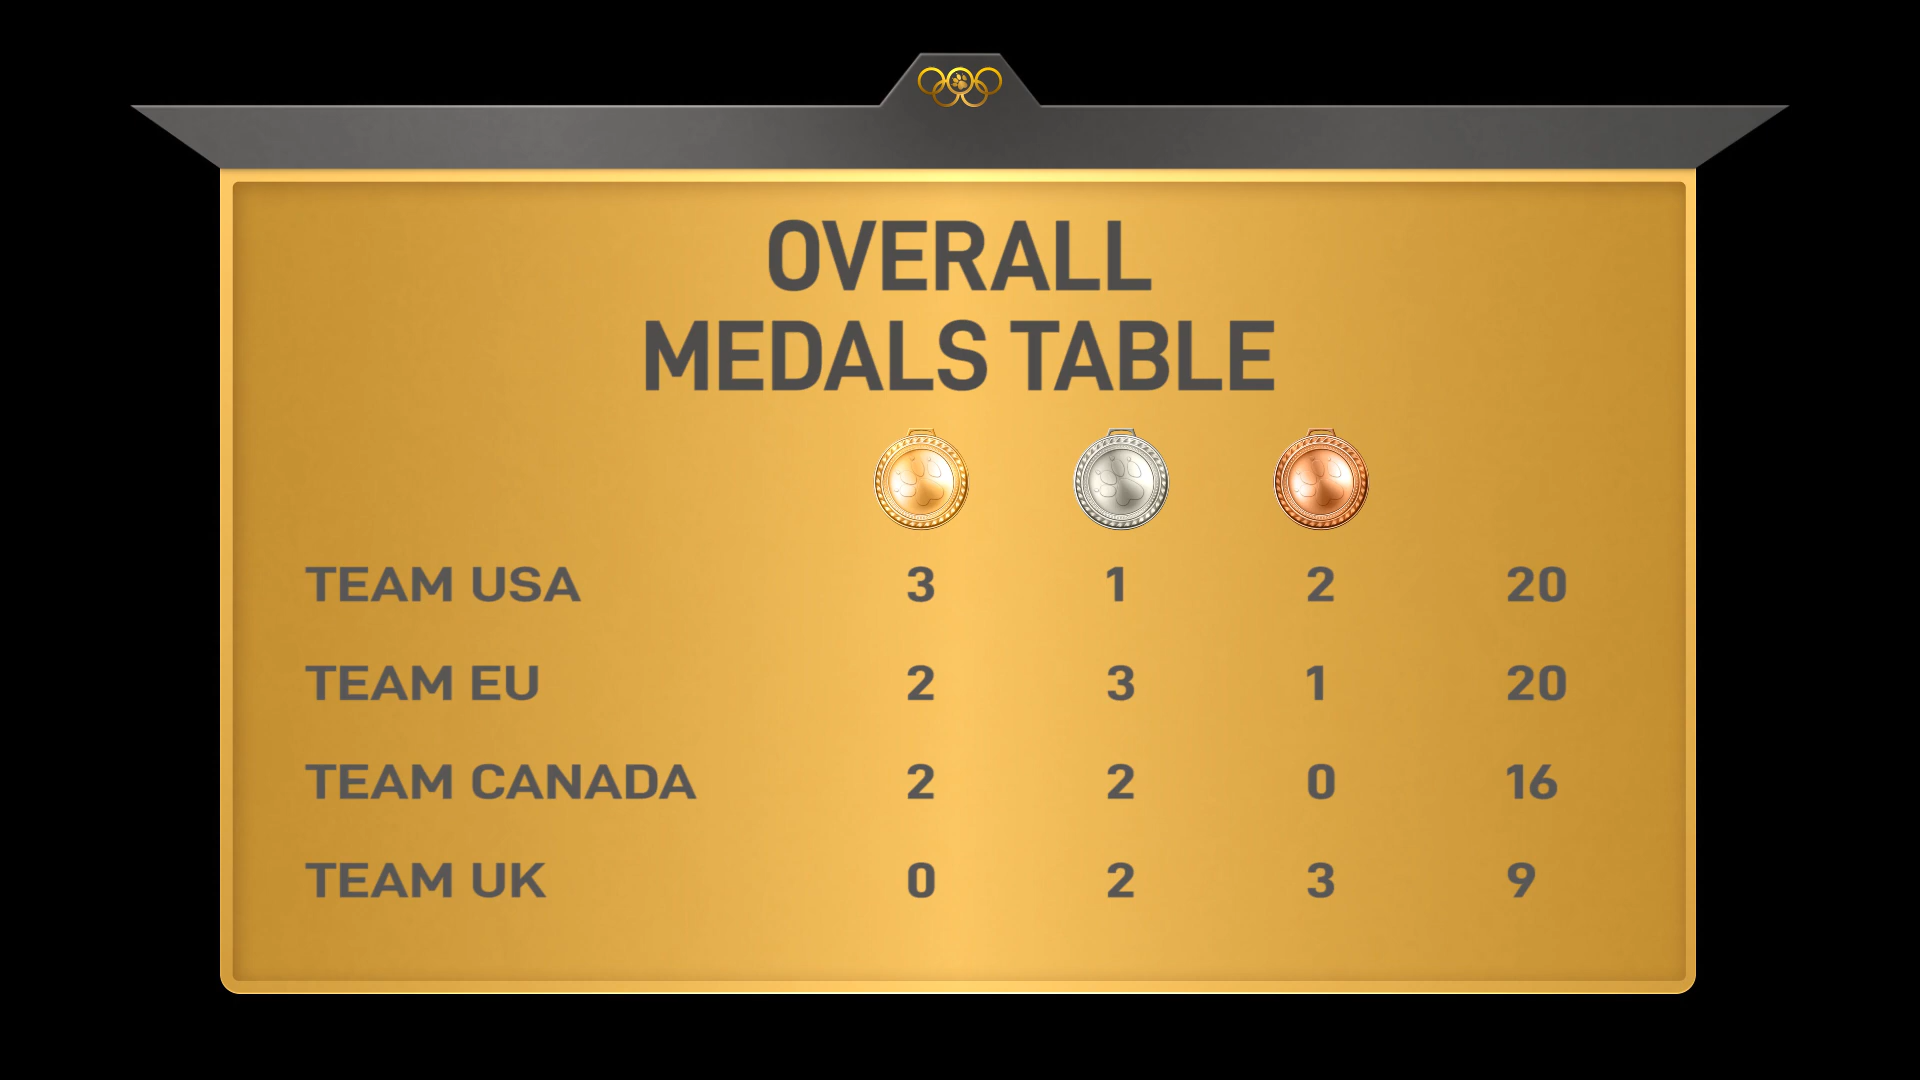 OVERALL
MEDALS TABLE
TEAM USA 3 1 2 20
TEAM EU 2 3 1 20
TEAM CANADA 2 2 0 16
TEAM UK 0 2 3 9